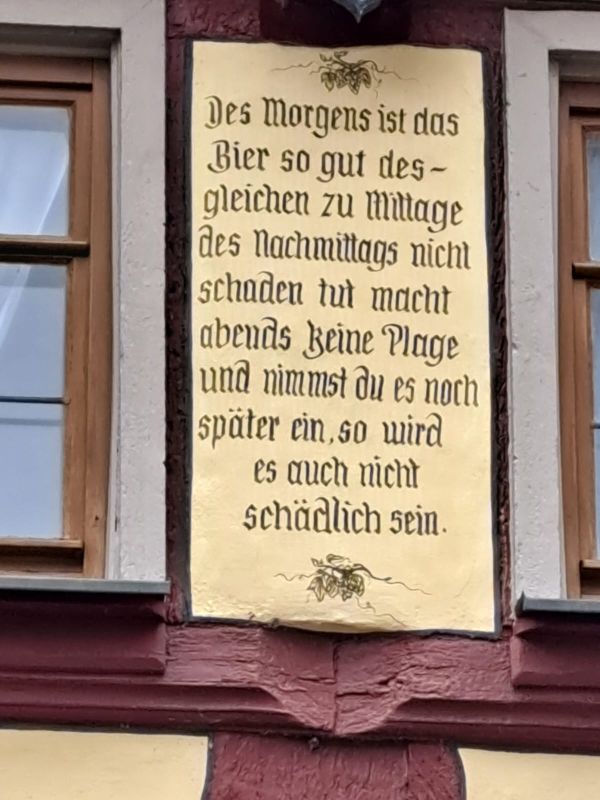 Des Morgens ist das
Bier so gut des-
gleichen zu Mittage
des Nachmittags nicht
schaden tut macht
abends keine Plage
und nimmst du es noch
später ein, so wird
es auch nicht
schädlich sein.